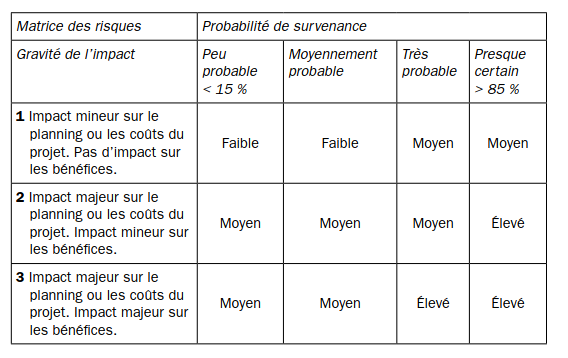 Matrice des risques Probabilité de survenance
Gravité de l’impact Peu probable < 15 % Moyennement probable Très probable Presque certain > 85 %
1 Impact mineur sur le
planning ou les coûts du
projet. Pas d’impact sur
les bénéfices.
Faible Faible Moyen Moyen
2 Impact majeur sur le
planning ou les coûts du
projet. Impact mineur sur
les bénéfices.
Moyen Moyen Moyen Élevé
3 Impact majeur sur le
planning ou les coûts du
projet. Impact majeur sur
les bénéfices.
Moyen Moyen Élevé Élevé